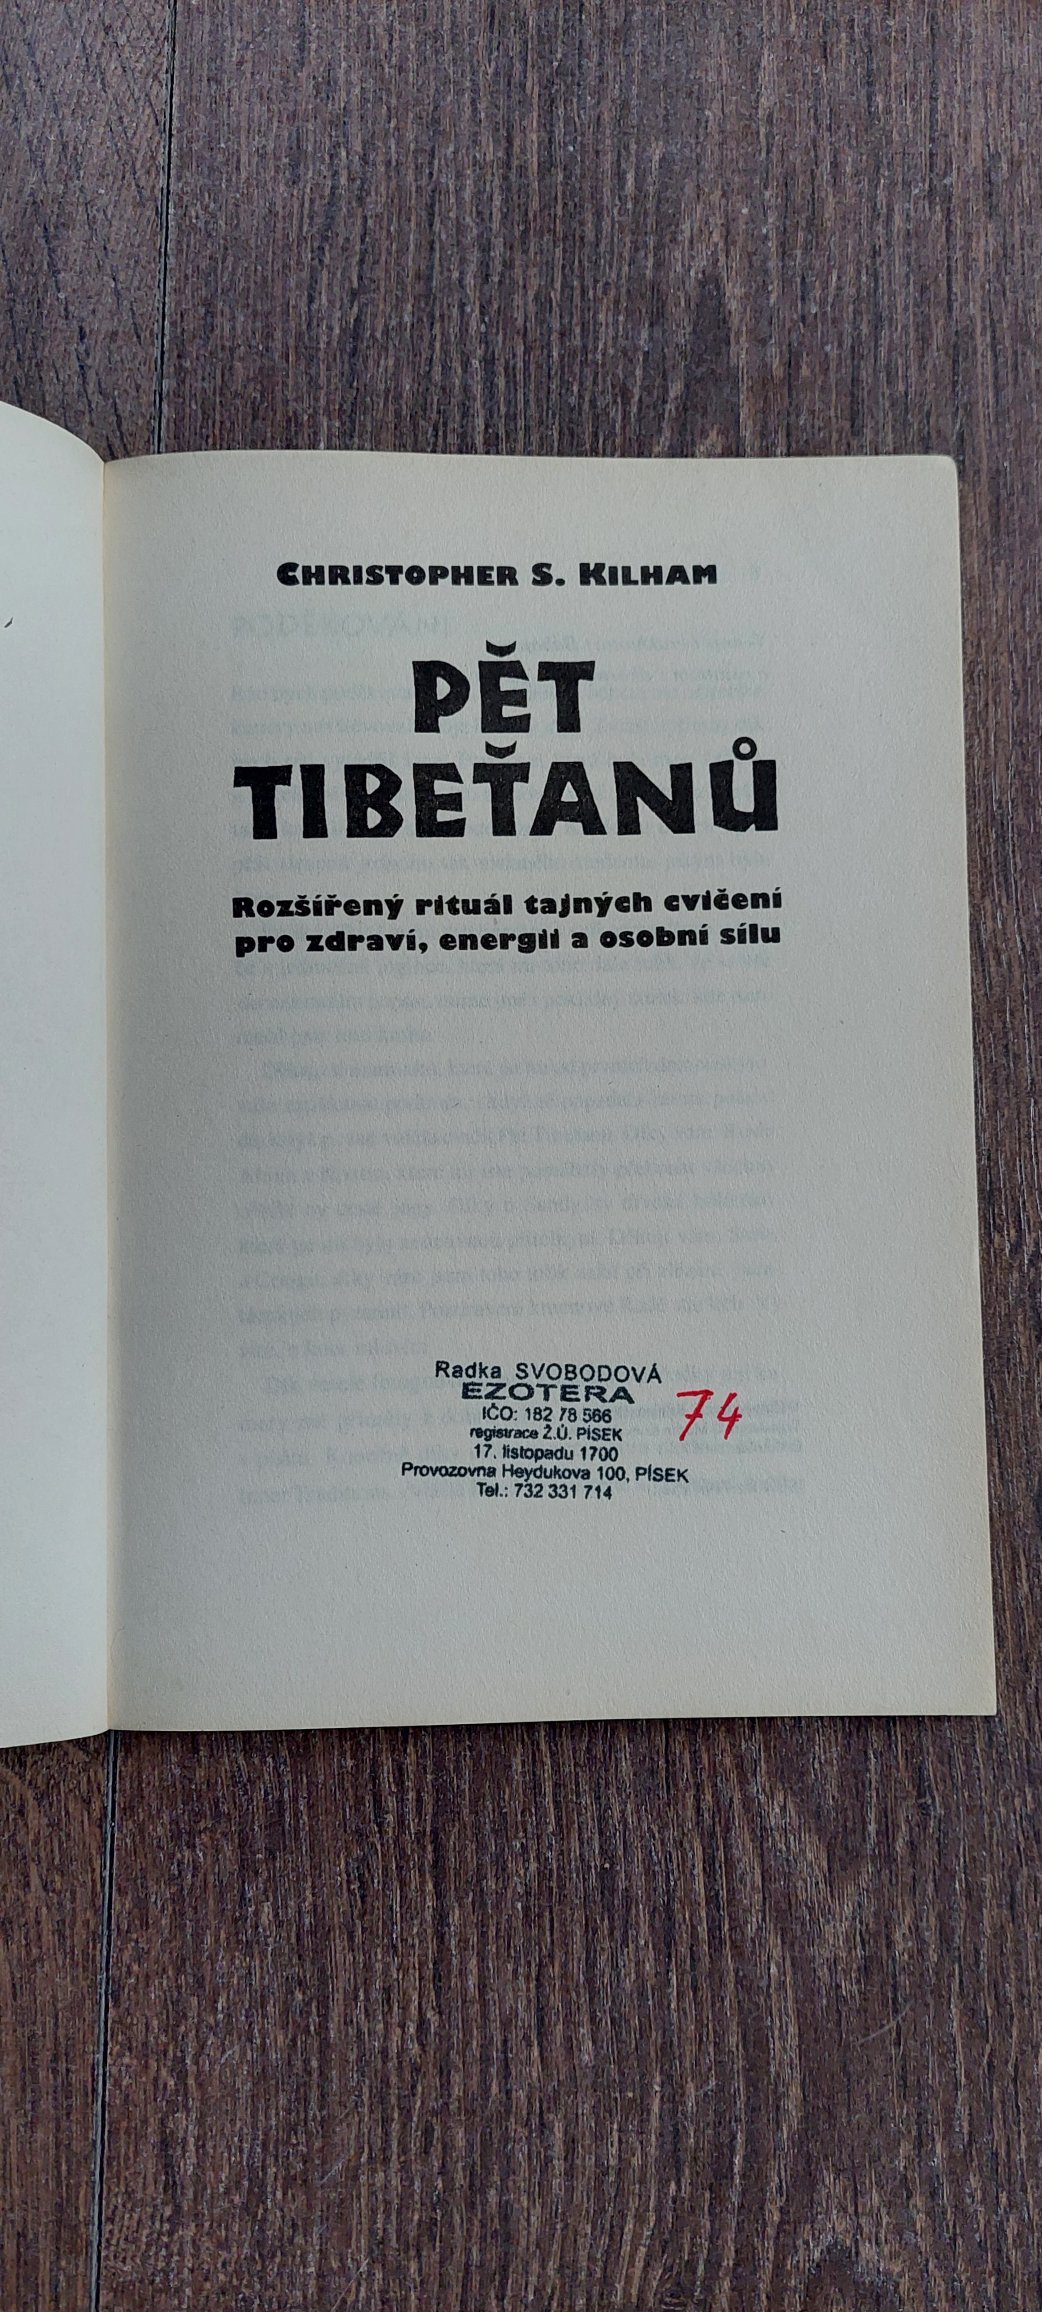 CHRISTOPHER S. KILHAM
PĚT
TIBEŤANŮ
Rozšířený rituál tajných cvičení
pro zdraví, energii a osobní sílu
Radka SVOBODOVÁ
EZOTERA
IČO: 182 78 566
registrace Ž.Ú. PÍSEK
17. listopadu 1700
Provozovna Heydukova 100, PÍSEK
Tel.: 732 331 714
74